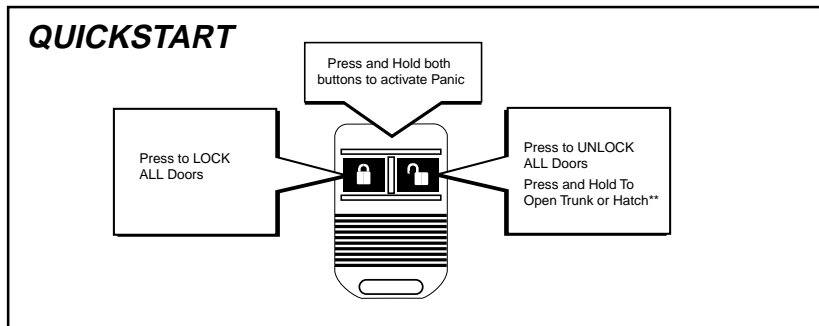 QUICKSTART
Press and Hold both
buttons to activate Panic
Press to LOCK
ALL Doors
Press to UNLOCK
ALL Doors
Press and Hold To
Open Trunk or Hatch**